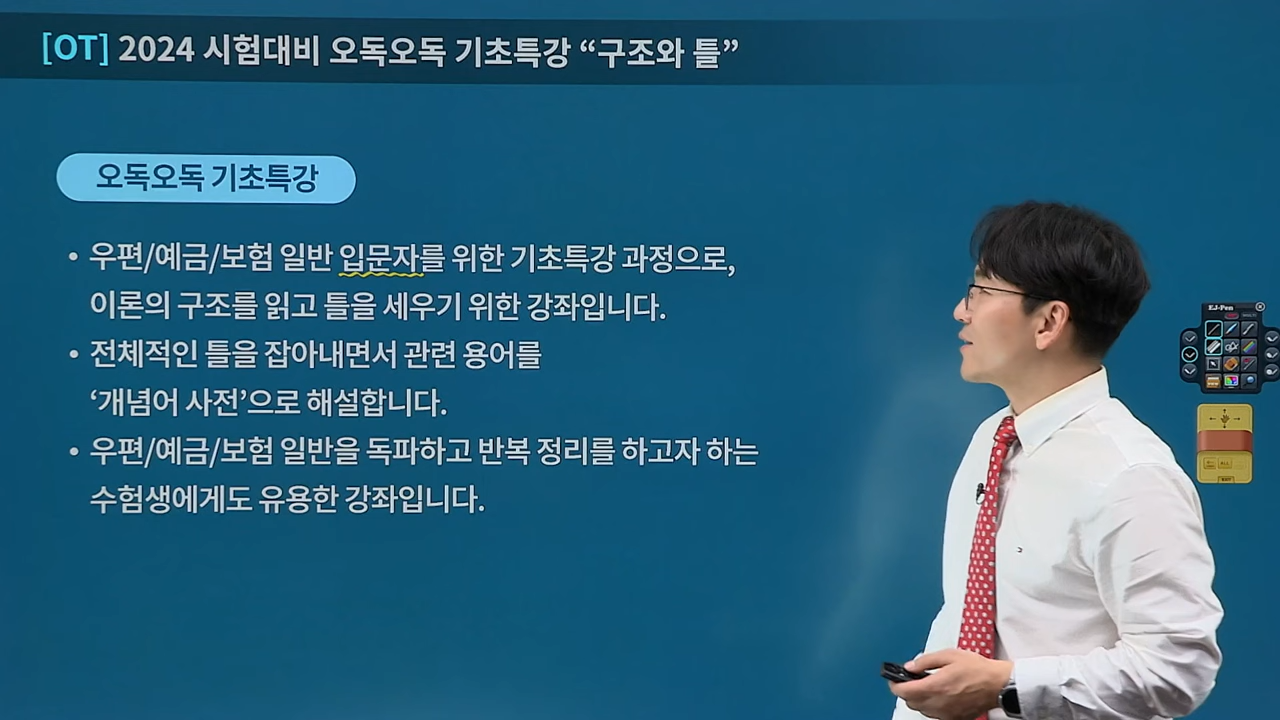 [OT] 2024 시험대비 오독오독 기초특강 “구조와 틀”
오독오독 기초특강
• 우편/예금/보험 일반 입문자를 위한 기초특강 과정으로,
이론의 구조를 읽고 틀을 세우기 위한 강좌입니다.
• 전체적인 틀을 잡아내면서 관련 용어를
‘개념어 사전’으로 해설합니다.
• 우편/예금/보험 일반을 독파하고 반복 정리를 하고자 하는
수험생에게도 유용한 강좌입니다.
EJ-Pen
ALL
EXIT